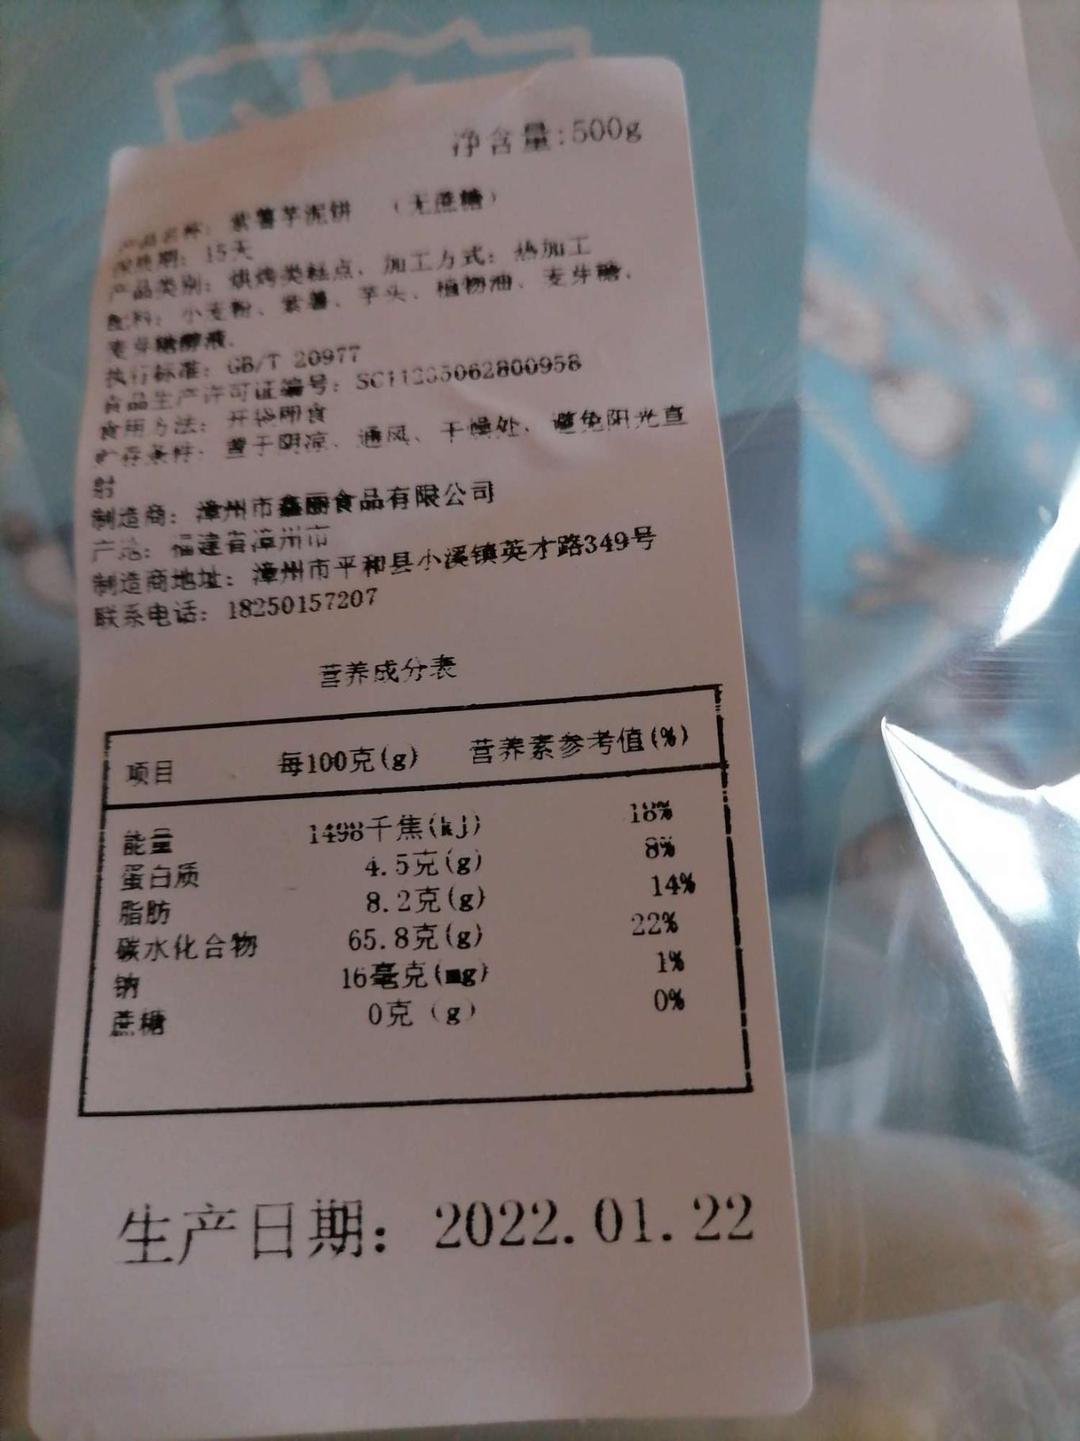 净含量:500g
产品名称: 紫薯芋泥饼 (无蔗糖)
保质期: 15天
产品类别: 烘烤类糕点、加工方式: 热加工
配料: 小麦粉、紫薯、芋头、植物油、麦芽糖、
麦芽糖醇液、
执行标准: GB/T 20977
食品生产许可证编号: SC11235062800958
食用方法: 开袋即食
贮存条件: 置于阴凉、通风、干燥处、避免阳光直
射
制造商: 漳州市鑫丽食品有限公司
产地: 福建省漳州市
制造商地址: 漳州市平和县小溪镇英才路349号
联系电话: 18250157207
营养成分表
项目 每100克(g) 营养素参考值(%)
能量 1498千焦(kj) 18%
蛋白质 4.5克(g) 8%
脂肪 8.2克(g) 14%
碳水化合物 65.8克(g) 22%
钠 16毫克(mg) 1%
蔗糖 0克 (g) 0%
生产日期: 2022.01.22